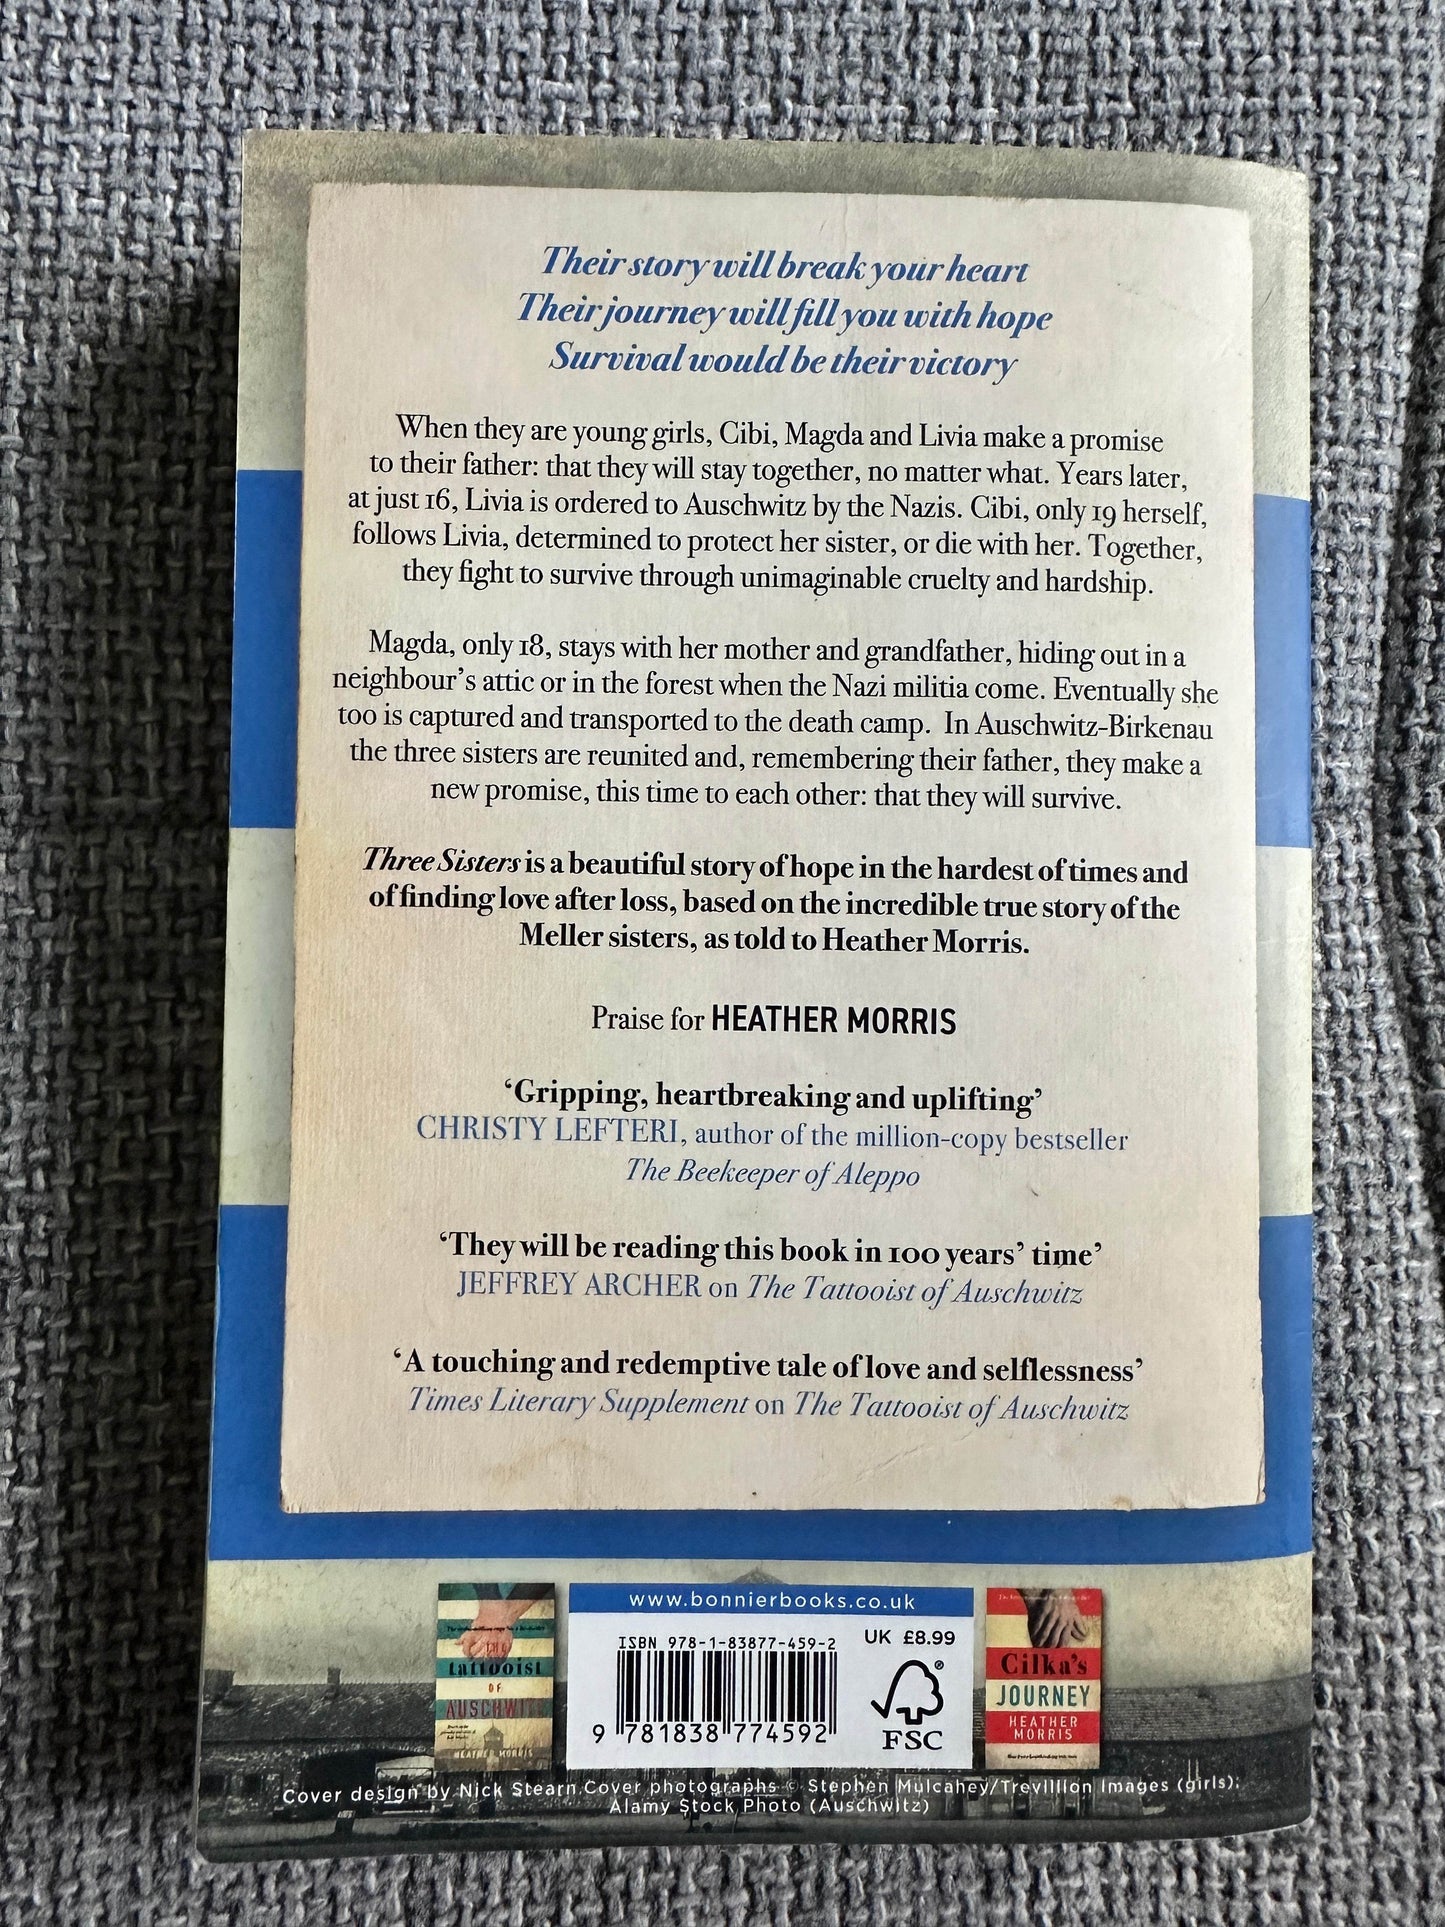 Their story will break your heart
Their journey will fill you with hope
Survival would be their victory
When they are young girls, Cibi, Magda and Livia make a promise
to their father: that they will stay together, no matter what. Years later,
at just 16, Livia is ordered to Auschwitz by the Nazis. Cibi, only 19 herself,
follows Livia, determined to protect her sister, or die with her. Together,
they fight to survive through unimaginable cruelty and hardship.
Magda, only 18, stays with her mother and grandfather, hiding out in a
neighbour's attic or in the forest when the Nazi militia come. Eventually she
too is captured and transported to the death camp. In Auschwitz-Birkenau
the three sisters are reunited and, remembering their father, they make a
new promise, this time to each other: that they will survive.
Three Sisters is a beautiful story of hope in the hardest of times and
of finding love after loss, based on the incredible true story of the
Meller sisters, as told to Heather Morris.
Praise for HEATHER MORRIS
‘Gripping, heartbreaking and uplifting’
CHRISTY LEFTERI, author of the million-copy bestseller
The Beekeeper of Aleppo
‘They will be reading this book in 100 years’ time’
JEFFREY ARCHER on The Tattooist of Auschwitz
‘A touching and redemptive tale of love and selflessness’
Times Literary Supplement on The Tattooist of Auschwitz
THE
tattooist
OF
AUSCHWITZ
HEATHER MORRIS
www.bonnierbooks.co.uk
ISBN 978-1-83877-459-2
UK £8.99
9 781838 774592
FSC
Cilka's
JOURNEY
HEATHER
MORRIS
Cover design by Nick Stearn Cover photographs © Stephen Mulcahey/Trevillion Images (girls);
Alamy Stock Photo (Auschwitz)